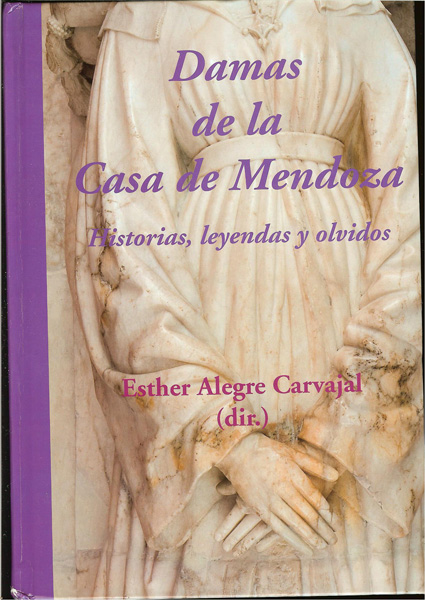 Damas
de la
Casa de Mendoza
Historias, leyendas y olvidos
Esther Alegre Carvajal
(dir.)